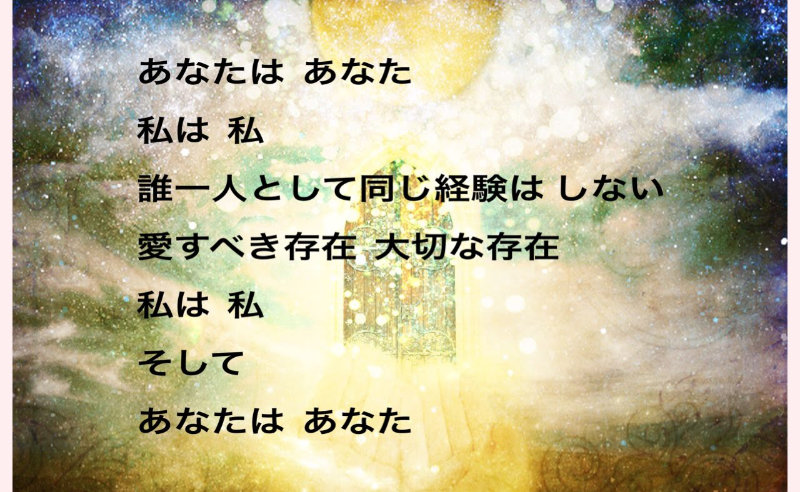 あなたは あなた
私は 私
誰一人として同じ経験は しない
愛すべき存在 大切な存在
私は 私
そして
あなたは あなた